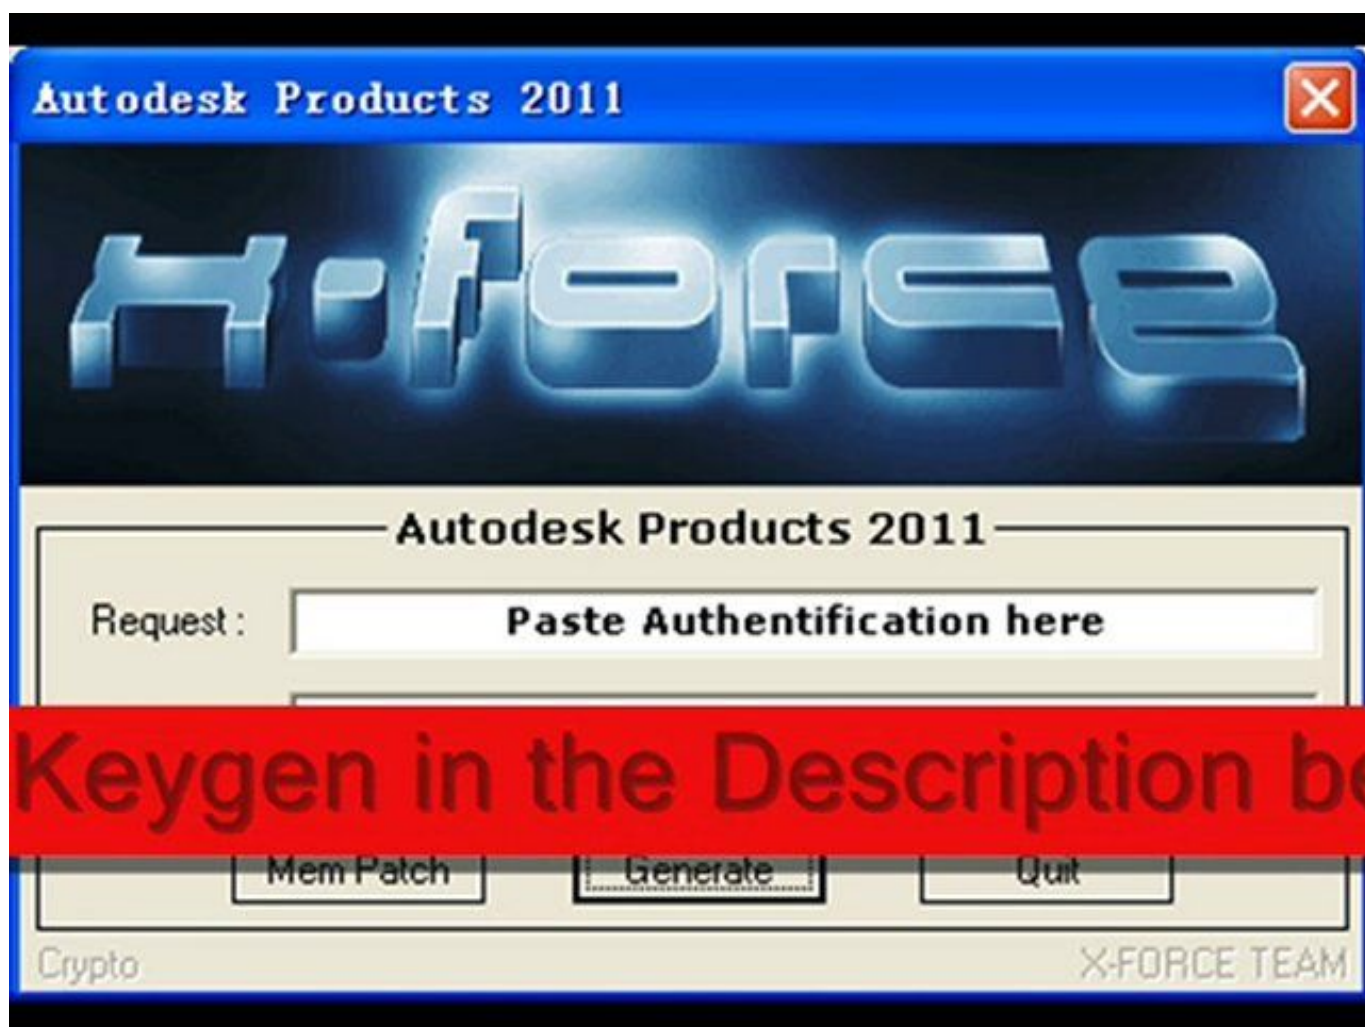 Autodesk Products 2011
x-force
Autodesk Products 2011
Request :
Paste Authentification here
Keygen in the Description
Mem Patch
Generate
Quit
Crypto
X-FORCE TEAM